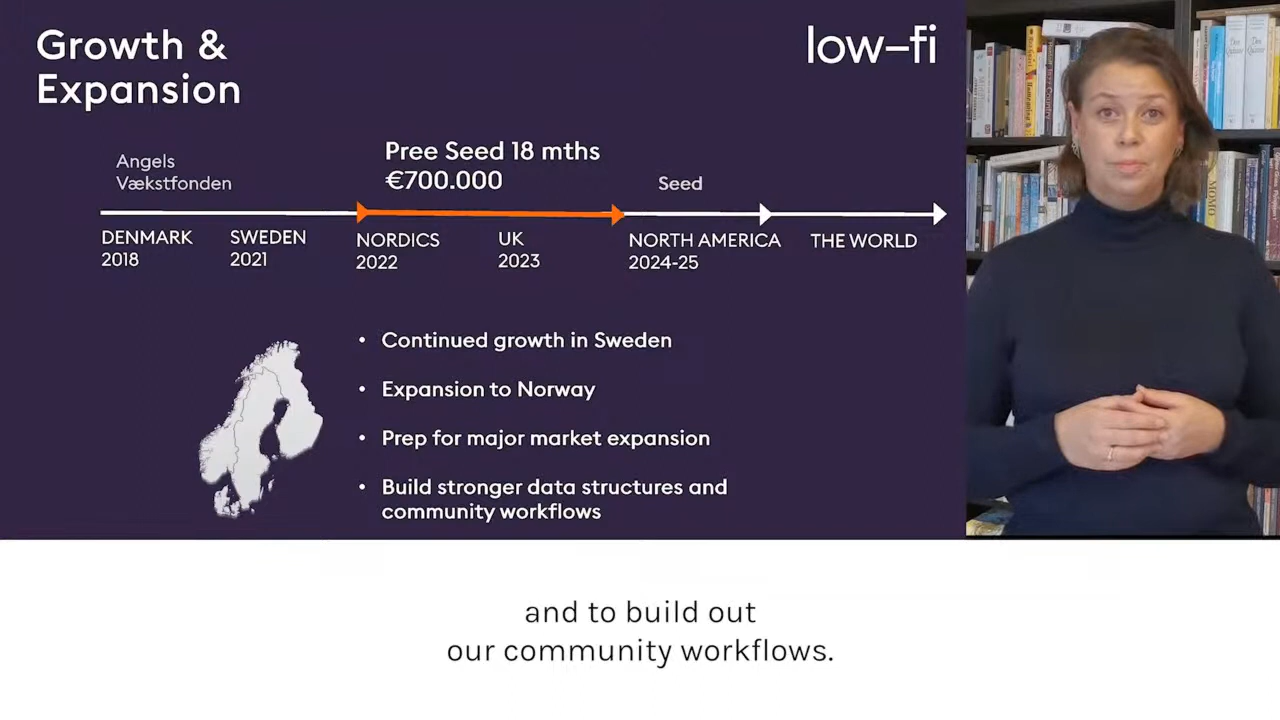 Growth &
Expansion
low–fi
Angels
Vækstfonden
Pree Seed 18 mths
€700.000
Seed
DENMARK
2018
SWEDEN
2021
NORDICS
2022
UK
2023
NORTH AMERICA
2024-25
THE WORLD
• Continued growth in Sweden
• Expansion to Norway
• Prep for major market expansion
• Build stronger data structures and
community workflows
MOMO
and to build out
our community workflows.